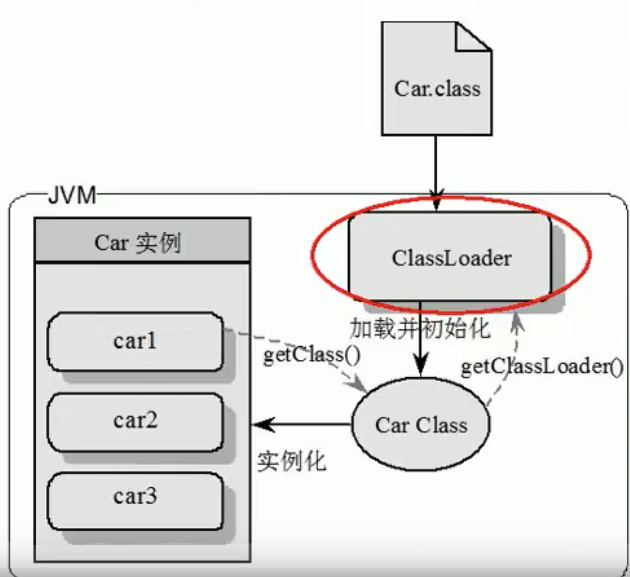 Car.class
JVM
Car 实例
ClassLoader
car1
加载并初始化
getClass()
getClassLoader()
car2
Car Class
实例化
car3